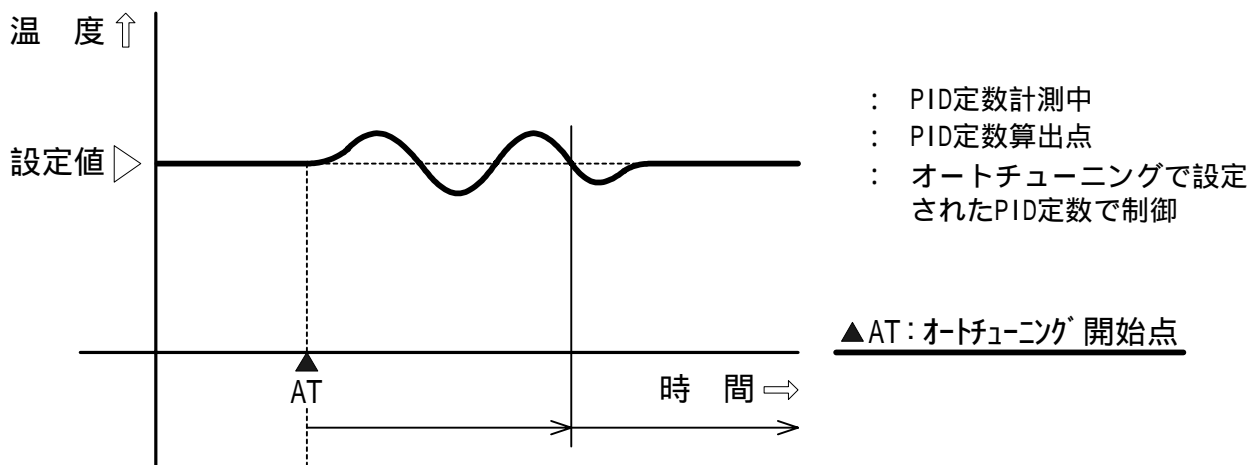 温 度⇧
設定値▷
： PID定数計測中
： PID定数算出点
： オートチューニングで設定
されたPID定数で制御
▲AT：ｵｰﾄﾁｭｰﾆﾝｸﾞ開始点
AT
時 間⇨